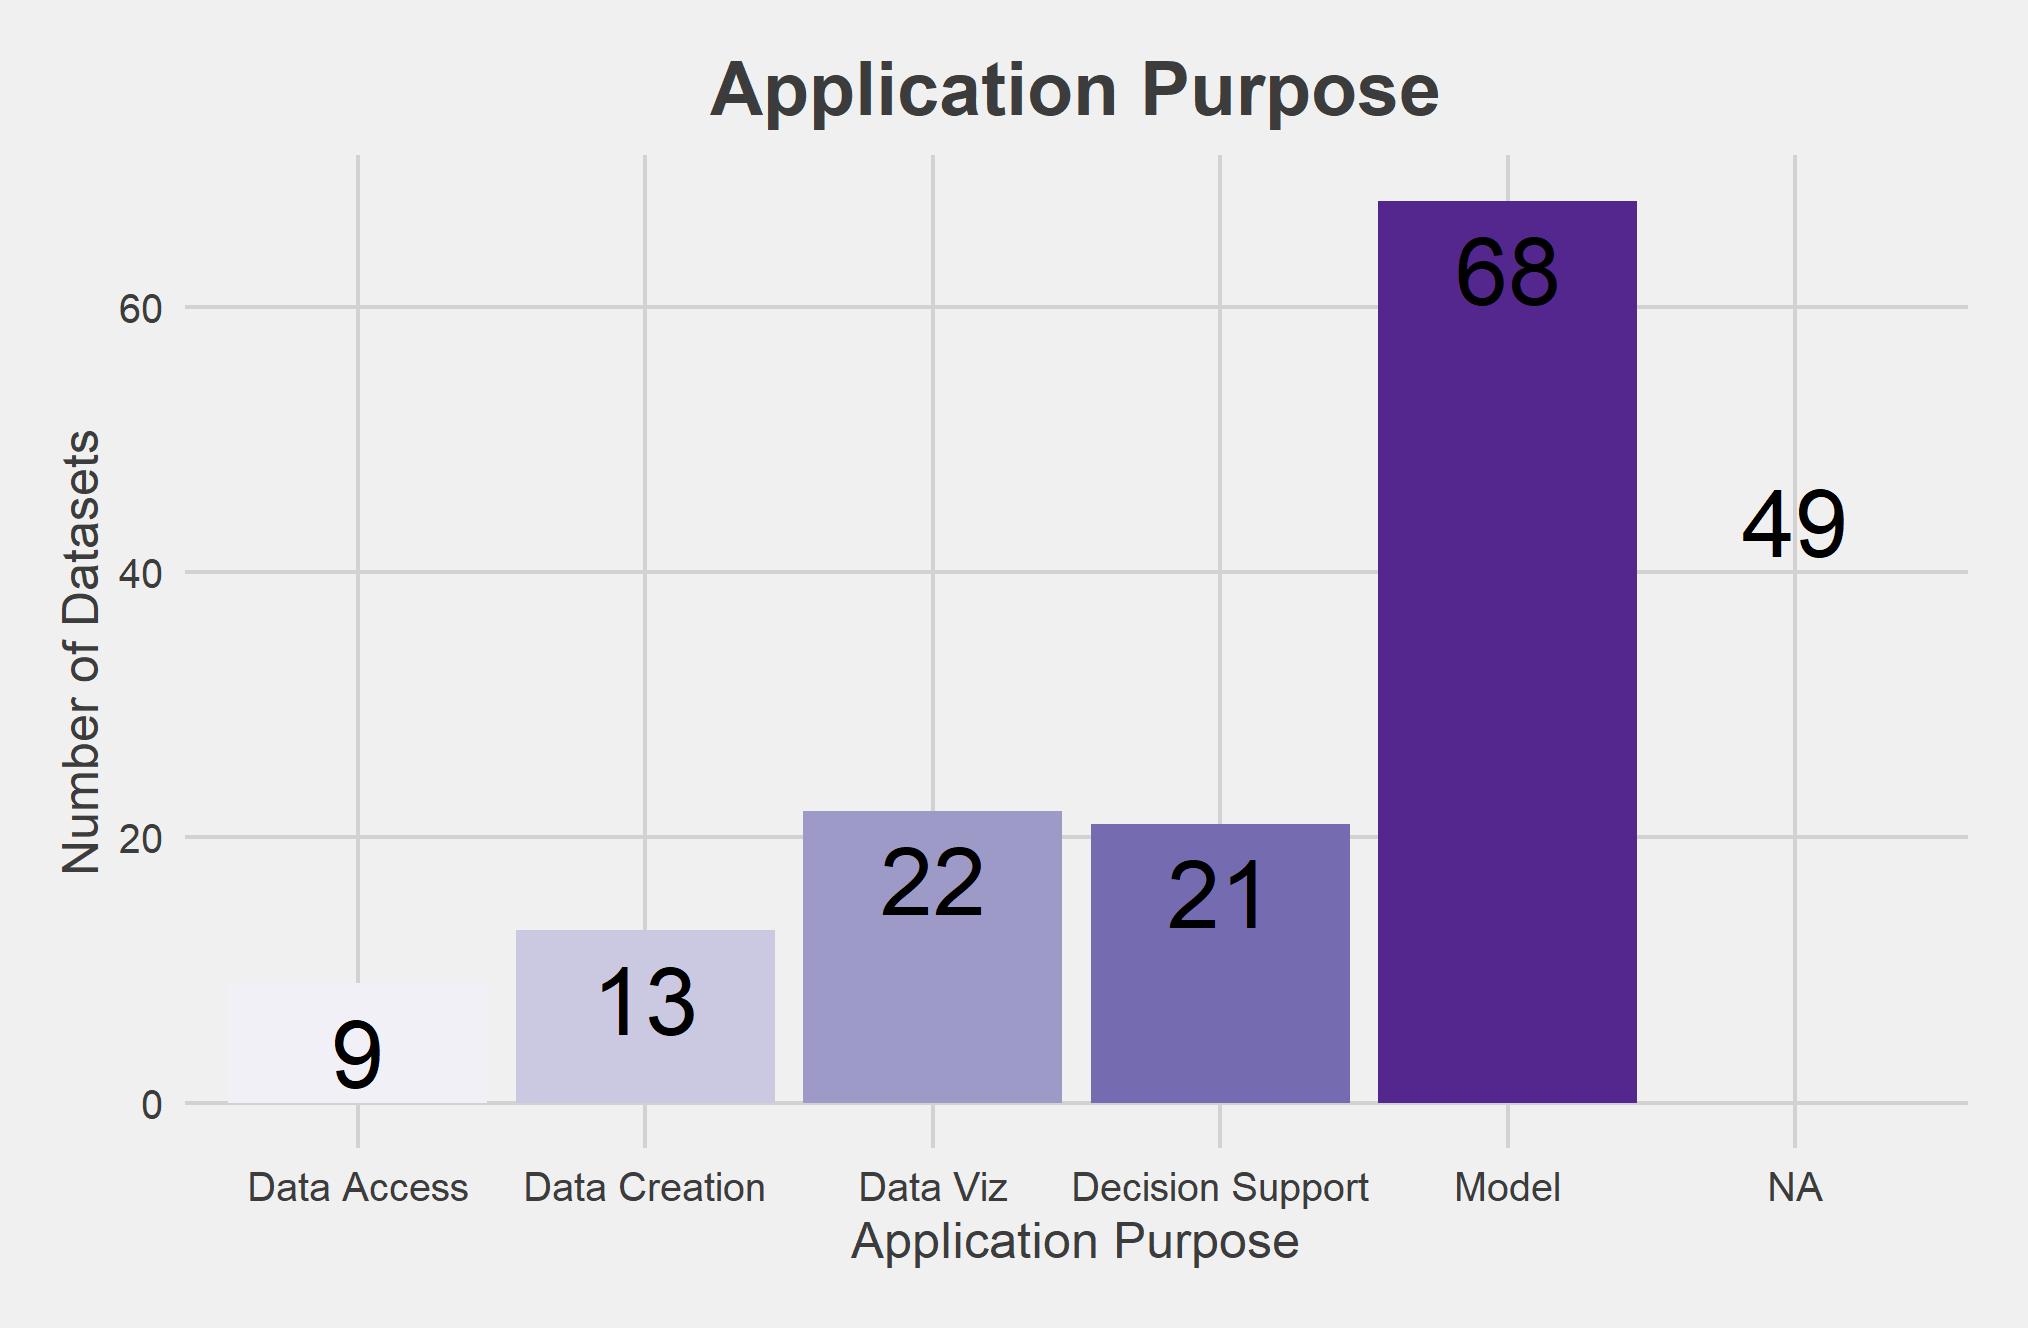 Application Purpose
Number of Datasets
60
40
20
0
9
13
22
21
68
49
Data Access
Data Creation
Data Viz
Decision Support
Model
NA
Application Purpose